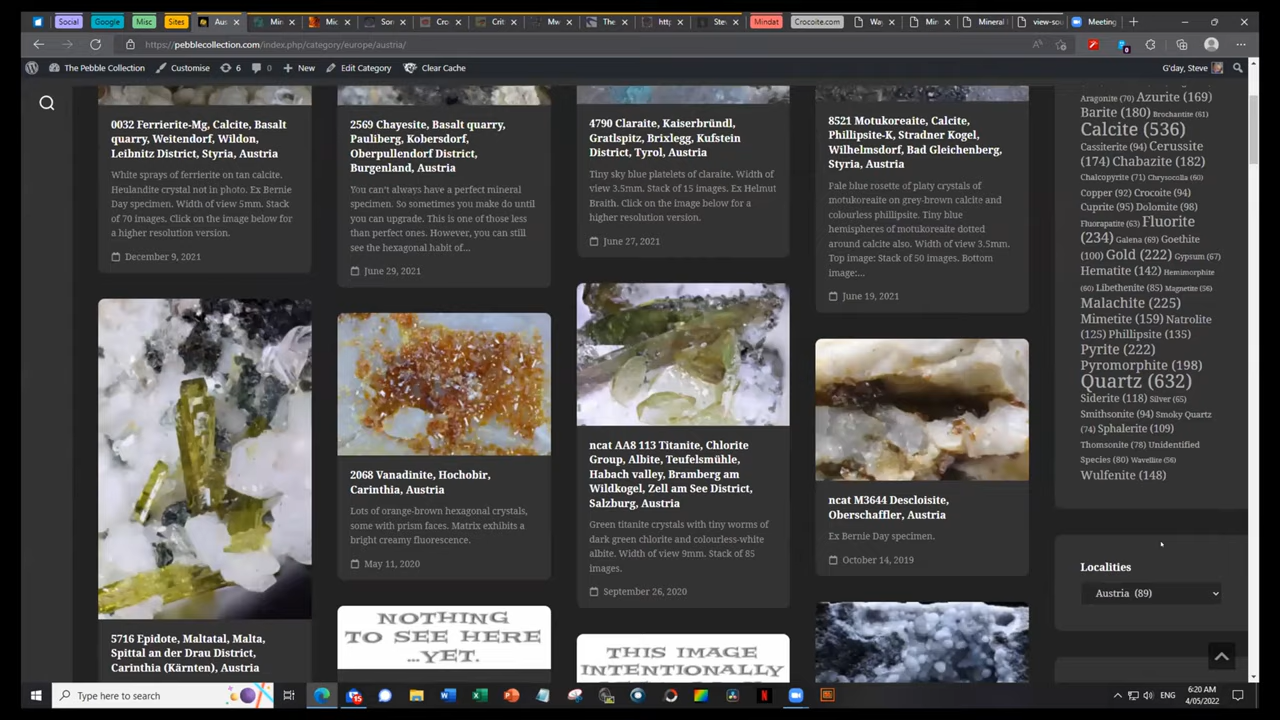 Social Google Misc Sites Aus Min Mic Son Cro Crit Mw The htt Stev Mindat Crocoite.com Way Min Mineral view-sou Meeting
https://pebblecollection.com/index.php/category/europe/austria/
The Pebble Collection Customise 6 0 New Edit Category Clear Cache G'day, Steve
0032 Ferrierite-Mg, Calcite, Basalt
quarry, Weitendorf, Wildon,
Leibnitz District, Styria, Austria
White sprays of ferrierite on tan calcite.
Heulandite crystal not in photo. Ex Bernie
Day specimen. Width of view 5mm. Stack
of 70 images. Click on the image below for
a higher resolution version.
December 9, 2021
2569 Chayesite, Basalt quarry,
Pauliberg, Kobersdorf,
Oberpullendorf District,
Burgenland, Austria
You can't always have a perfect mineral
specimen. So sometimes you make do until
you can upgrade. This is one of those less
than perfect ones. However, you can still
see the hexagonal habit of...
June 29, 2021
4790 Claraite, Kaiserbründl,
Gratlspitz, Brixlegg, Kufstein
District, Tyrol, Austria
Tiny sky blue platelets of claraite. Width of
view 3.5mm. Stack of 15 images. Ex Helmut
Braith. Click on the image below for a
higher resolution version.
June 27, 2021
8521 Motukoreaite, Calcite,
Phillipsite-K, Stradner Kogel,
Wilhelmsdorf, Bad Gleichenberg,
Styria, Austria
Pale blue rosette of platy crystals of
motukoreaite on grey-brown calcite and
colourless phillipsite. Tiny blue
hemispheres of motukoreaite dotted
around calcite also. Width of view 3.5mm.
Top image: Stack of 50 images. Bottom
image:...
June 19, 2021
5716 Epidote, Maltatal, Malta,
Spittal an der Drau District,
Carinthia (Kärnten), Austria
2068 Vanadinite, Hochobir,
Carinthia, Austria
Lots of orange-brown hexagonal crystals,
some with prism faces. Matrix exhibits a
bright creamy fluorescence.
May 11, 2020
NOTHING
TO SEE HERE
...YET.
ncat AA8 113 Titanite, Chlorite
Group, Albite, Teufelsmühle,
Habach valley, Bramberg am
Wildkogel, Zell am See District,
Salzburg, Austria
Green titanite crystals with tiny worms of
dark green chlorite and colourless-white
albite. Width of view 9mm. Stack of 85
images.
September 26, 2020
THIS IMAGE
INTENTIONALLY
ncat M3644 Descloisite,
Oberschaffler, Austria
Ex Bernie Day specimen.
October 14, 2019
Aragonite (70) Azurite (169)
Barite (180) Brochantite (61)
Calcite (536)
Cassiterite (94) Cerussite
(174) Chabazite (182)
Chalcopyrite (71) Chrysocolla (60)
Copper (92) Crocoite (94)
Cuprite (95) Dolomite (98)
Fluorapatite (63) Fluorite
(234) Galena (69) Goethite
(100) Gold (222) Gypsum (67)
Hematite (142) Hemimorphite
(60) Libethenite (85) Magnetite (56)
Malachite (225)
Mimetite (159) Natrolite
(125) Phillipsite (135)
Pyrite (222)
Pyromorphite (198)
Quartz (632)
Siderite (118) Silver (65)
Smithsonite (94) Smoky Quartz
(74) Sphalerite (109)
Thomsonite (78) Unidentified
Species (80) Wavellite (56)
Wulfenite (148)
Localities
Austria (89)
Type here to search
ENG
6:20 AM
4/05/2022